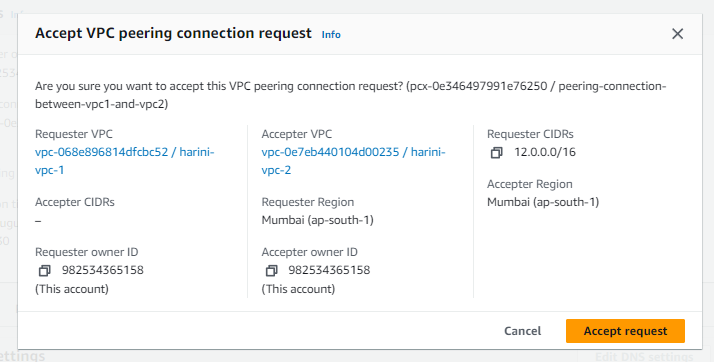 Accept VPC peering connection request Info
Are you sure you want to accept this VPC peering connection request? (pcx-0e346497991e76250 / peering-connection-
between-vpc1-and-vpc2)
Requester VPC
vpc-068e896814dfcbc52 / harini-
vpc-1
Accepter VPC
vpc-0e7eb440104d00235 / harini-
vpc-2
Requester CIDRs
12.0.0.0/16
Accepter CIDRs
–
Requester Region
Mumbai (ap-south-1)
Accepter Region
Mumbai (ap-south-1)
Requester owner ID
982534365158
(This account)
Accepter owner ID
982534365158
(This account)
Cancel
Accept request
ettings
Edit DNS settings